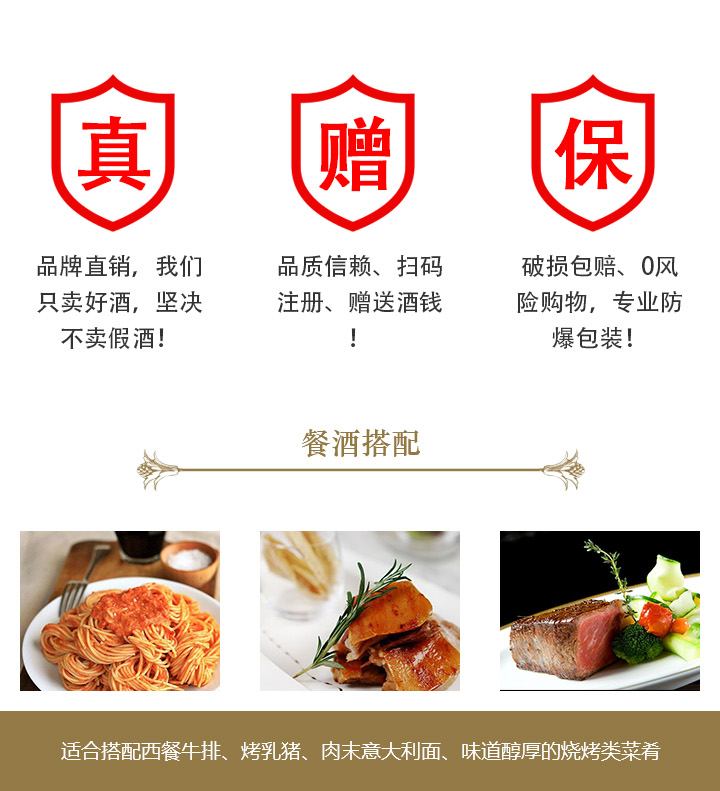 真
赠
保
品牌直销，我们
只卖好酒，坚决
不卖假酒！
品质信赖、扫码
注册、赠送酒钱
！
破损包赔、0风
险购物，专业防
爆包装！
餐酒搭配
适合搭配西餐牛排、烤乳猪、肉末意大利面、味道醇厚的烧烤类菜肴